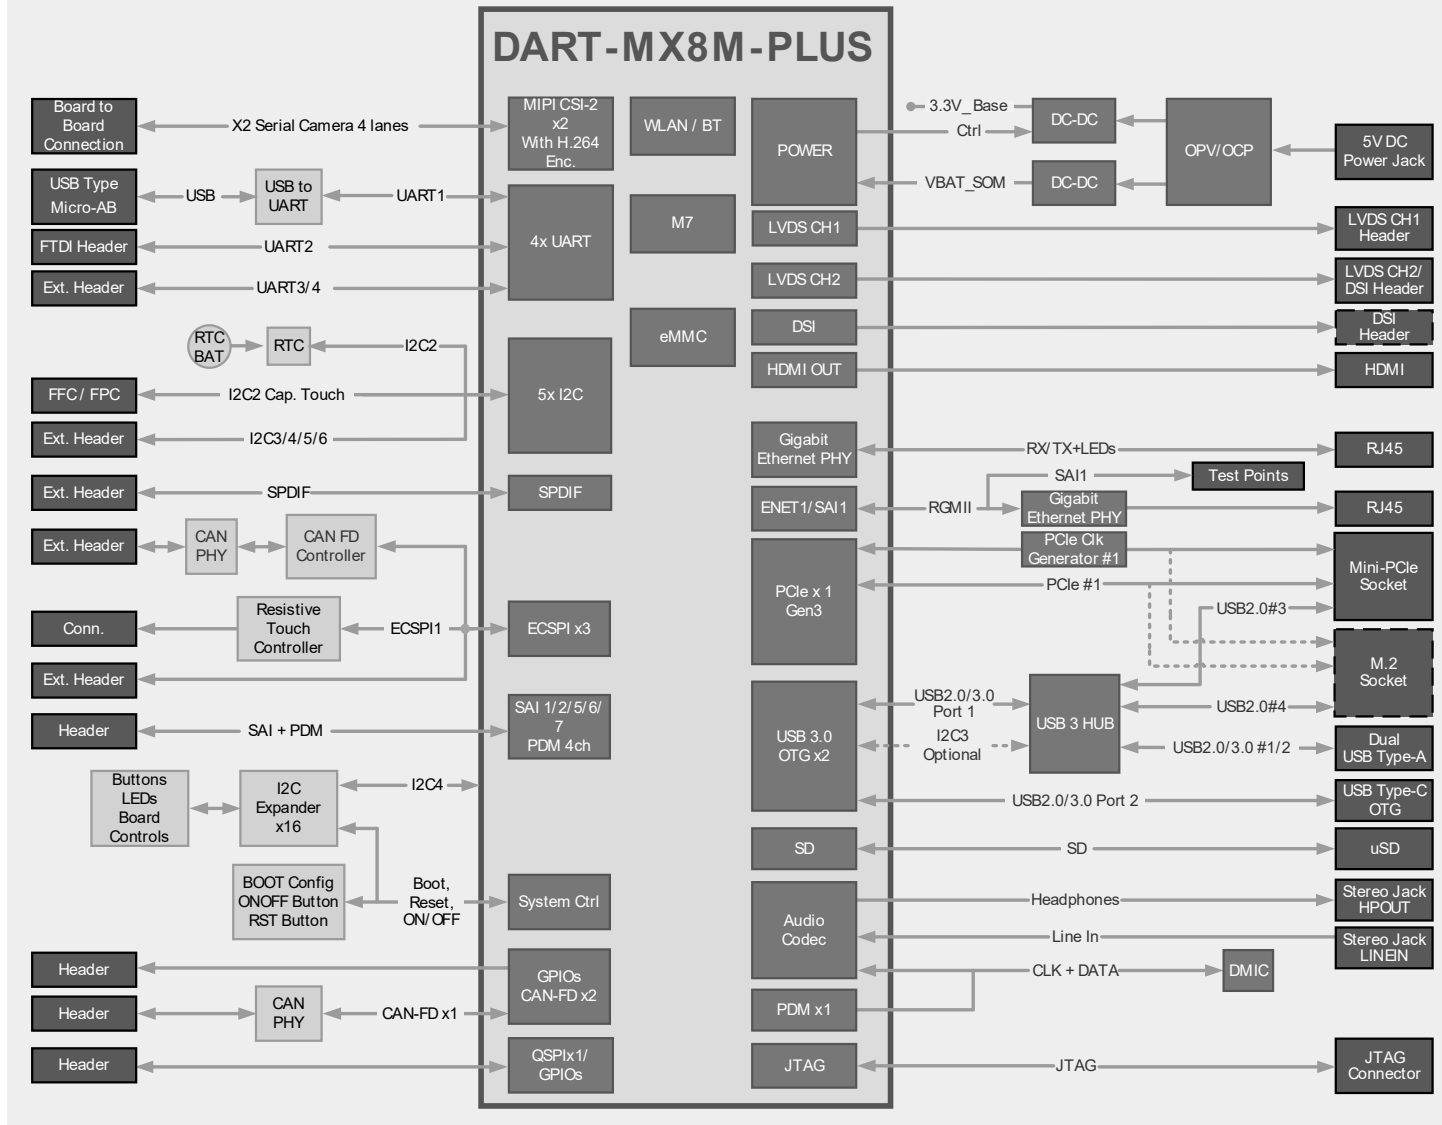 DART-MX8M-PLUS
Board to
Board
Connection
X2 Serial Camera 4 lanes
MIPI CSI-2
x2
With H.264
Enc.
USB Type
Micro-AB
USB
USB to
UART
UART1
4x UART
FTDI Header
UART2
Ext. Header
UART3/4
RTC
BAT
RTC
I2C2
FFC / FPC
I2C2 Cap. Touch
5x I2C
Ext. Header
I2C3/4/5/6
Ext. Header
SPDIF
SPDIF
Ext. Header
CAN
PHY
CAN FD
Controller
Conn.
Resistive
Touch
Controller
ECSPI1
ECSPI x3
Ext. Header
Header
SAI + PDM
SAI 1/2/5/6/
7
PDM 4ch
Buttons
LEDs
Board
Controls
I2C
Expander
x16
I2C4
BOOT Config
ONOFF Button
RST Button
Boot,
Reset,
ON/OFF
System Ctrl
Header
GPIOs
CAN-FD x2
Header
CAN
PHY
CAN-FD x1
Header
QSPIx1/
GPIOs
WLAN / BT
M7
eMMC
POWER
3.3V_Base
Ctrl
VBAT_SOM
DC-DC
DC-DC
OPV/OCP
5V DC
Power Jack
LVDS CH1
LVDS CH1
Header
LVDS CH2
LVDS CH2/
DSI Header
DSI
DSI
Header
HDMI OUT
HDMI
Gigabit
Ethernet PHY
RX/TX+LEDs
RJ45
SAI1
Test Points
ENET1/SAI1
RGMII
Gigabit
Ethernet PHY
RJ45
PCIe x 1
Gen3
PCIe Clk
Generator #1
PCIe #1
Mini-PCIe
Socket
USB2.0#3
M.2
Socket
USB 3.0
OTG x2
USB2.0/3.0
Port 1
I2C3
Optional
USB 3 HUB
USB2.0#4
USB2.0/3.0 #1/2
Dual
USB Type-A
USB2.0/3.0 Port 2
USB Type-C
OTG
SD
SD
uSD
Audio
Codec
Headphones
Stereo Jack
HPOUT
Line In
Stereo Jack
LINEIN
CLK + DATA
DMIC
PDM x1
JTAG
JTAG
JTAG
Connector